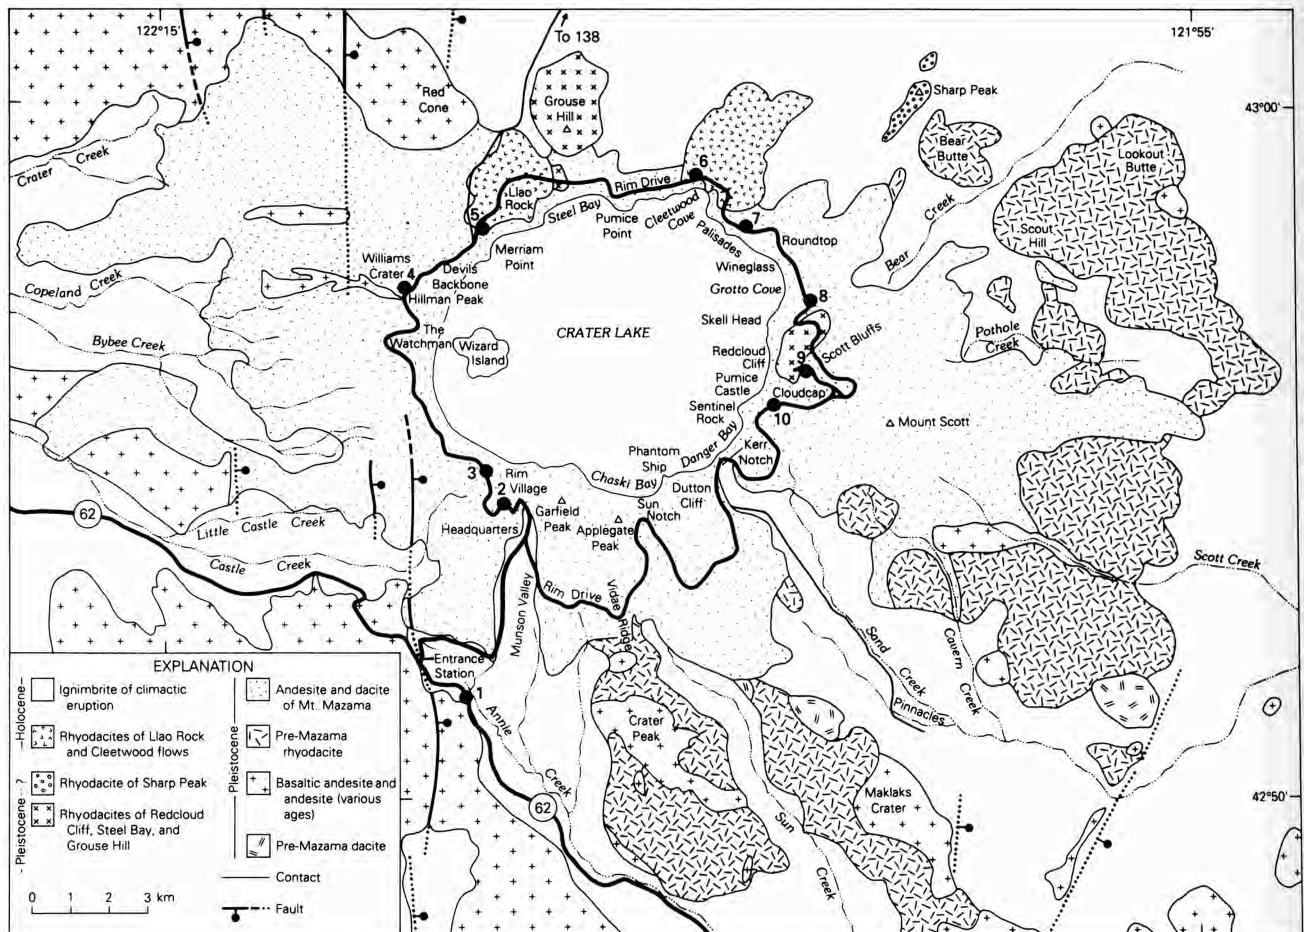 122°15'
121°55'
To 138
Red
Cone
Grouse
Hill
Sharp Peak
43°00'
Bear
Butte
Lookout
Butte
Crater Creek
6
Rim Drive
Llao
Rock
5
Steel Bay
Pumice
Point
Cleetwood
Cove
Palisades
7
Roundtop
Creek
Bear
Scout
Hill
Merriam
Point
Williams
Crater
4
Devils
Backbone
Hillman Peak
Wineglass
Grotto Cove
8
Copeland Creek
Bybee Creek
The
Watchman
Wizard
Island
CRATER LAKE
Skell Head
Scott Bluffs
Pothole
Creek
Redcloud
Cliff
9
Pumice
Castle
Cloudcap
Sentinel
Rock
10
Mount Scott
Danger Bay
Kerr
Notch
Phantom
Ship
Chaski Bay
Dutton
Cliff
3
Rim
Village
2
Garfield
Peak
Sun
Notch
Applegate
Peak
Headquarters
62
Little Castle Creek
Castle Creek
Scott Creek
Rim Drive
Munson Valley
Vidae
Ridge
Sand
Creek
Cavern
Creek
Pinnacles
Entrance
Station
1
Annie
Creek
62
Crater
Peak
Sun
Creek
Maklaks
Crater
42°50'
EXPLANATION
Holocene
Pleistocene ?
Pleistocene
Ignimbrite of climactic
eruption
Rhyodacites of Llao Rock
and Cleetwood flows
Rhyodacite of Sharp Peak
Rhyodacites of Redcloud
Cliff, Steel Bay, and
Grouse Hill
Andesite and dacite
of Mt. Mazama
Pre-Mazama
rhyodacite
Basaltic andesite and
andesite (various
ages)
Pre-Mazama dacite
Contact
Fault
0 1 2 3 km